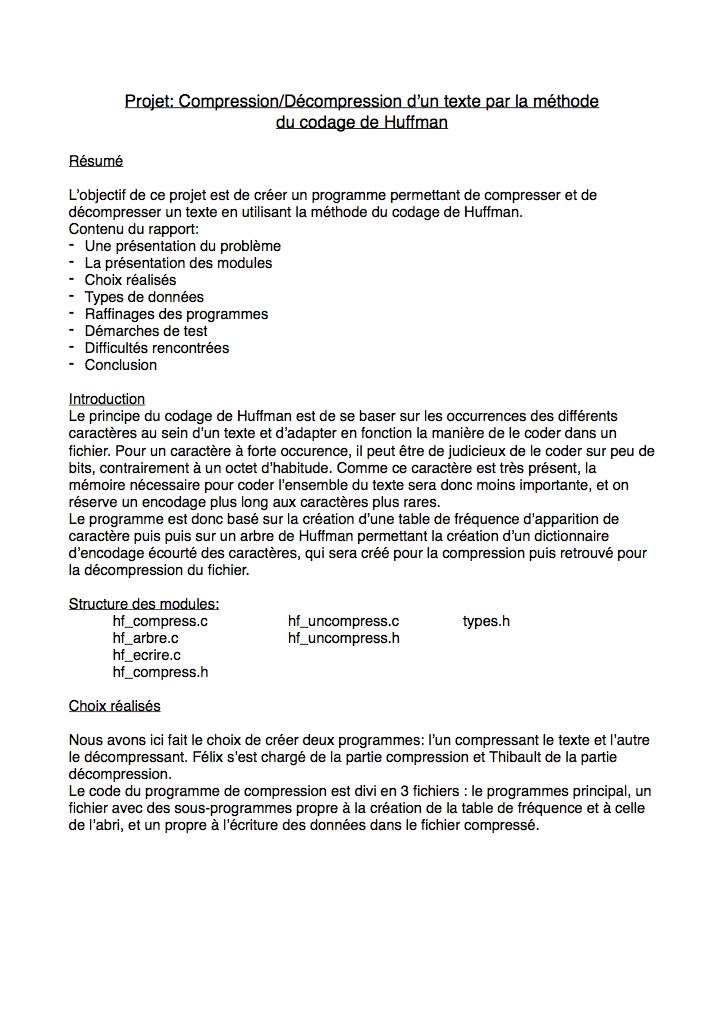 Projet: Compression/Décompression d’un texte par la méthode
du codage de Huffman
Résumé
L’objectif de ce projet est de créer un programme permettant de compresser et de
décompresser un texte en utilisant la méthode du codage de Huffman.
Contenu du rapport:
- Une présentation du problème
- La présentation des modules
- Choix réalisés
- Types de données
- Raffinages des programmes
- Démarches de test
- Difficultés rencontrées
- Conclusion
Introduction
Le principe du codage de Huffman est de se baser sur les occurrences des différents
caractères au sein d’un texte et d’adapter en fonction la manière de le coder dans un
fichier. Pour un caractère à forte occurence, il peut être de judicieux de le coder sur peu de
bits, contrairement à un octet d’habitude. Comme ce caractère est très présent, la
mémoire nécessaire pour coder l’ensemble du texte sera donc moins importante, et on
réserve un encodage plus long aux caractères plus rares.
Le programme est donc basé sur la création d’une table de fréquence d’apparition de
caractère puis puis sur un arbre de Huffman permettant la création d’un dictionnaire
d’encodage écourté des caractères, qui sera créé pour la compression puis retrouvé pour
la décompression du fichier.
Structure des modules:
hf_compress.c hf_uncompress.c types.h
hf_arbre.c hf_uncompress.h
hf_ecrire.c
hf_compress.h
Choix réalisés
Nous avons ici fait le choix de créer deux programmes: l’un compressant le texte et l’autre
le décompressant. Félix s’est chargé de la partie compression et Thibault de la partie
décompression.
Le code du programme de compression est divi en 3 fichiers : le programmes principal, un
fichier avec des sous-programmes propre à la création de la table de fréquence et à celle
de l’abri, et un propre à l’écriture des données dans le fichier compressé.